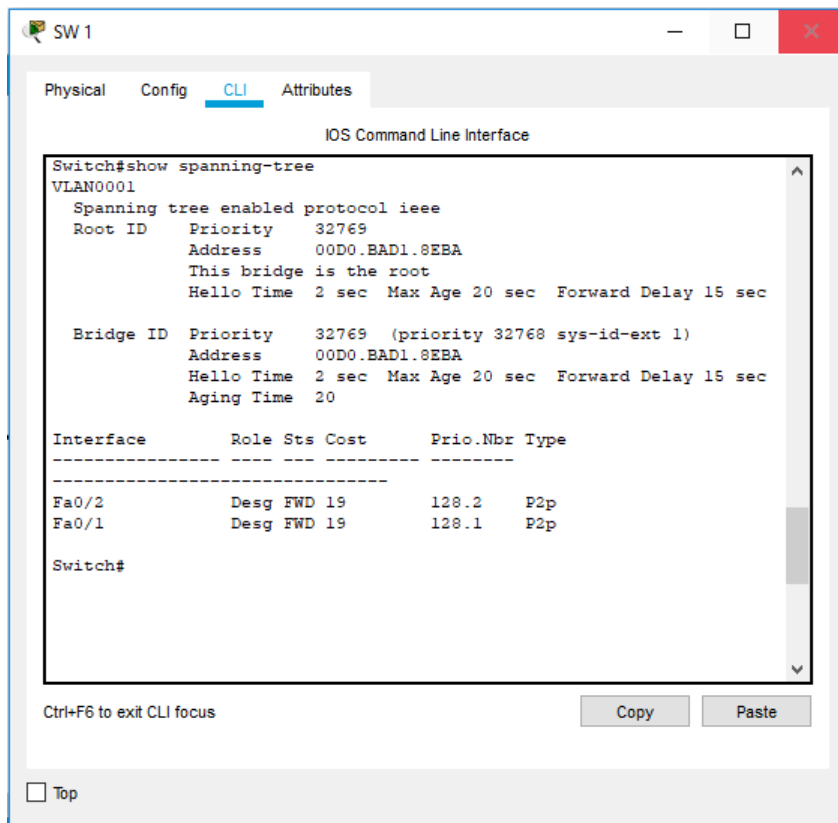 SW 1
Physical Config CLI Attributes
IOS Command Line Interface
Switch#show spanning-tree
VLAN0001
  Spanning tree enabled protocol ieee
  Root ID    Priority    32769
             Address     00D0.BAD1.8EBA
             This bridge is the root
             Hello Time  2 sec  Max Age 20 sec  Forward Delay 15 sec

  Bridge ID  Priority    32769  (priority 32768 sys-id-ext 1)
             Address     00D0.BAD1.8EBA
             Hello Time  2 sec  Max Age 20 sec  Forward Delay 15 sec
             Aging Time  20

Interface        Role Sts Cost      Prio.Nbr Type
---------------- ---- --- --------- --------
--------------------------------
Fa0/2            Desg FWD 19        128.2    P2p
Fa0/1            Desg FWD 19        128.1    P2p

Switch#
Ctrl+F6 to exit CLI focus Copy Paste
Top